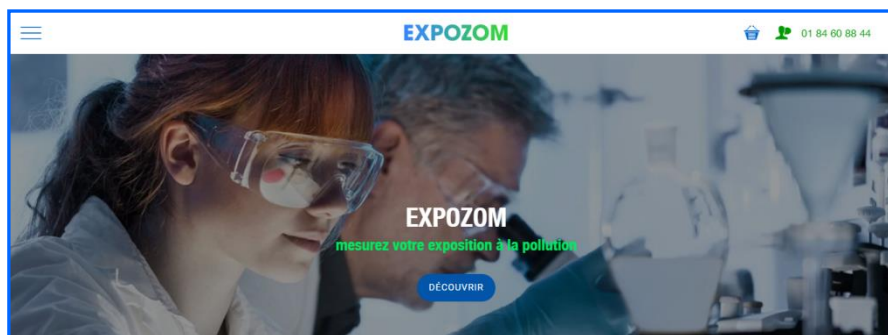 EXPOZOM
01 84 60 88 44
EXPOZOM
mesurez votre exposition à la pollution
DÉCOUVRIR